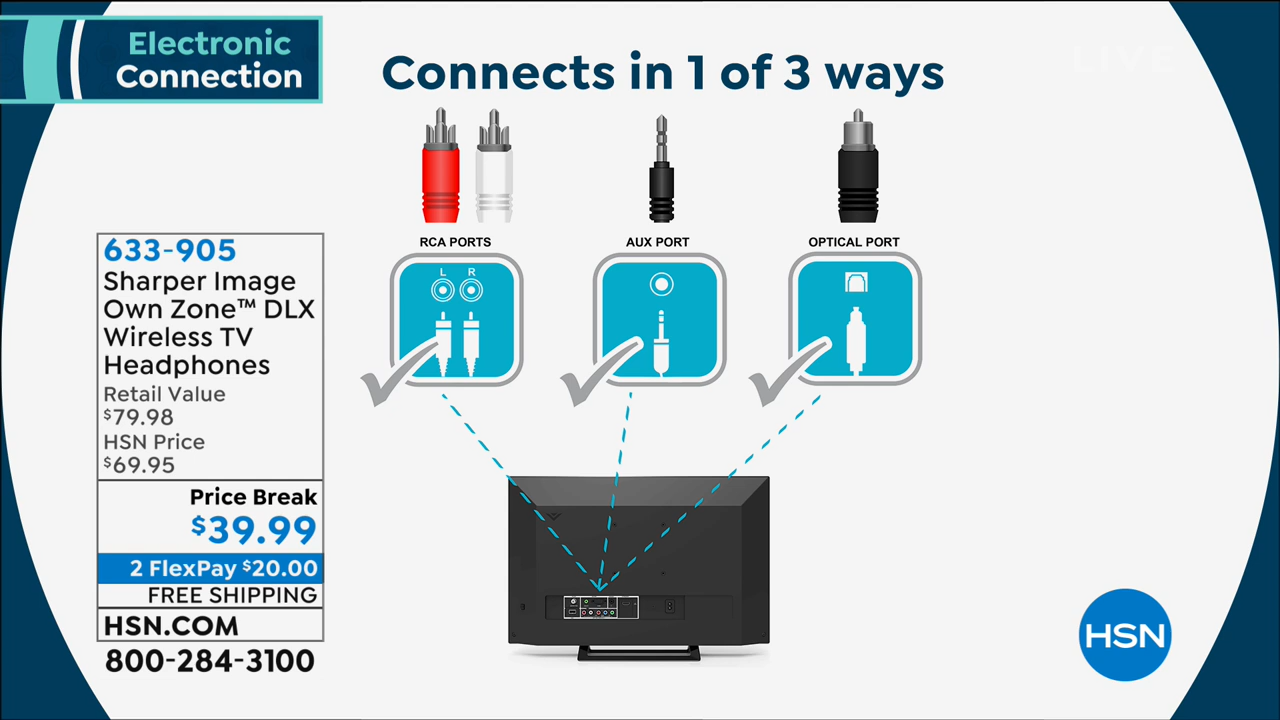 Electronic
Connection
Connects in 1 of 3 ways
LIVE
RCA PORTS
AUX PORT
OPTICAL PORT
L R
633-905
Sharper Image
Own Zone™ DLX
Wireless TV
Headphones
Retail Value
$79.98
HSN Price
$69.95
Price Break
$39.99
2 FlexPay $20.00
FREE SHIPPING
HSN.COM
800-284-3100
HSN